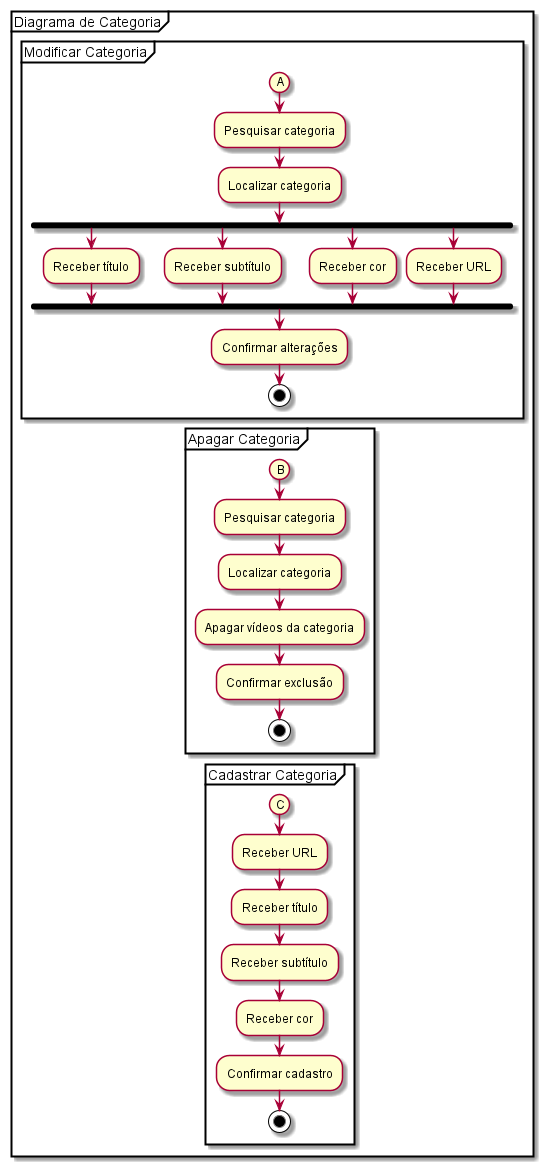 Diagrama de Categoria
Modificar Categoria
A
Pesquisar categoria
Localizar categoria
Receber título
Receber subtítulo
Receber cor
Receber URL
Confirmar alterações
Apagar Categoria
B
Pesquisar categoria
Localizar categoria
Apagar vídeos da categoria
Confirmar exclusão
Cadastrar Categoria
C
Receber URL
Receber título
Receber subtítulo
Receber cor
Confirmar cadastro